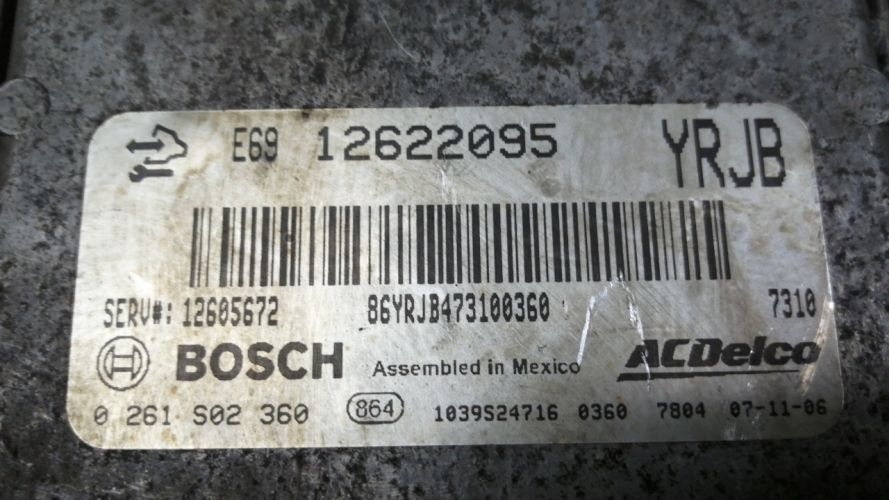 E69 12622095 YRJB
SERV#: 12605672 86YRJB473100360 7310
BOSCH Assembled in Mexico ACDelco
0 261 S02 360 864 1039S24716 0360 7804 07-11-06